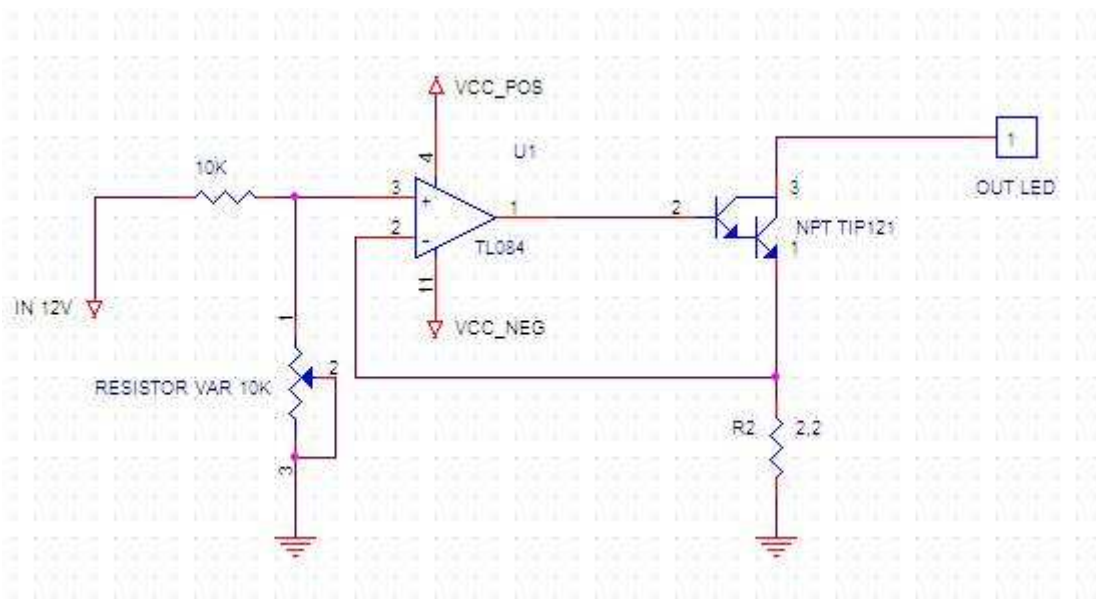 VCC_POS
4
U1
1
10K
3
+
OUT LED
3
2
1
2
NPT TIP121
-
TL084
1
11
IN 12V
1
VCC_NEG
2
RESISTOR VAR 10K
R2
2.2
3